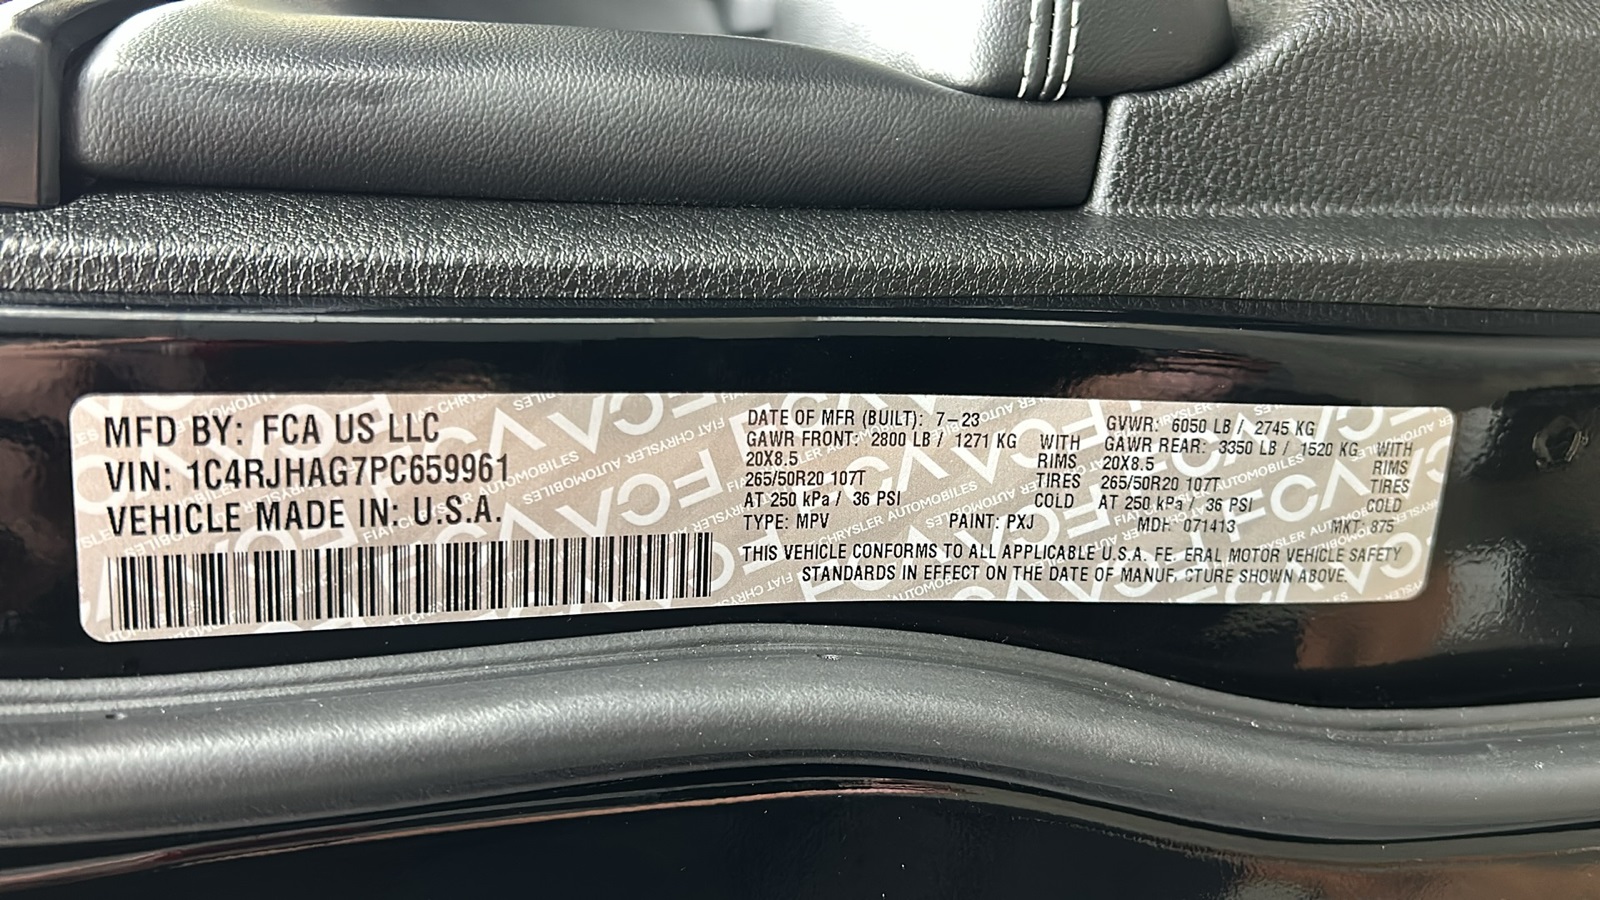 MFD BY: FCA US LLC
VIN: 1C4RJHAG7PC659961
VEHICLE MADE IN: U.S.A.
DATE OF MFR (BUILT): 7-23
GAWR FRONT: 2800 LB / 1271 KG WITH
20X8.5 RIMS
265/50R20 107T TIRES
AT 250 kPa / 36 PSI COLD
TYPE: MPV PAINT: PXJ
GVWR: 6050 LB / 2745 KG
GAWR REAR: 3350 LB / 1520 KG WITH
20X8.5 RIMS
265/50R20 107T TIRES
AT 250 kPa / 36 PSI COLD
MDH: 071413 MKT: 875
THIS VEHICLE CONFORMS TO ALL APPLICABLE U.S.A. FE ERAL MOTOR VEHICLE SAFETY
STANDARDS IN EFFECT ON THE DATE OF MANUF CTURE SHOWN ABOVE.
FCA
FIAT CHRYSLER AUTOMOBILES